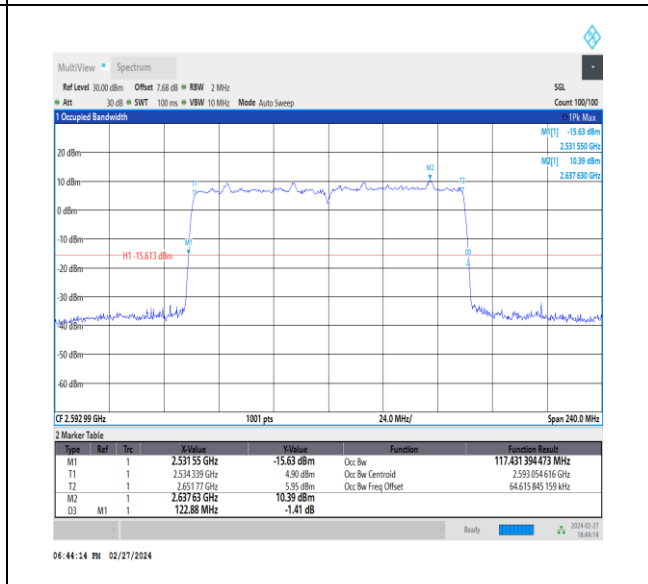 MultiView Spectrum
Ref Level 30.00 dBm Offset 7.68 dB RBW 2 MHz SGL
Att 30 dB SWT 100 ms VBW 10 MHz Mode Auto Sweep Count 100/100
1 Occupied Bandwidth 1Pk Max
M1[1] -15.63 dBm
2.531 550 GHz
M2[1] 10.39 dBm
2.637 630 GHz
20 dBm
M2
T1 T2
10 dBm
0 dBm
-10 dBm
M1
D3
H1 -15.613 dBm
-20 dBm
-30 dBm
-40 dBm
-50 dBm
-60 dBm
CF 2.592 99 GHz 1001 pts 24.0 MHz/ Span 240.0 MHz
2 Marker Table
Type Ref Trc X-Value Y-Value Function Function Result
M1 1 2.531 55 GHz -15.63 dBm Occ Bw 117.431 394 473 MHz
T1 1 2.534 339 GHz 4.90 dBm Occ Bw Centroid 2.593 054 616 GHz
T2 1 2.651 77 GHz 5.95 dBm Occ Bw Freq Offset 64.615 845 159 kHz
M2 1 2.637 63 GHz 10.39 dBm
D3 M1 1 122.88 MHz -1.41 dB
Ready 2024-02-27
18:44:14
06:44:14 PM 02/27/2024